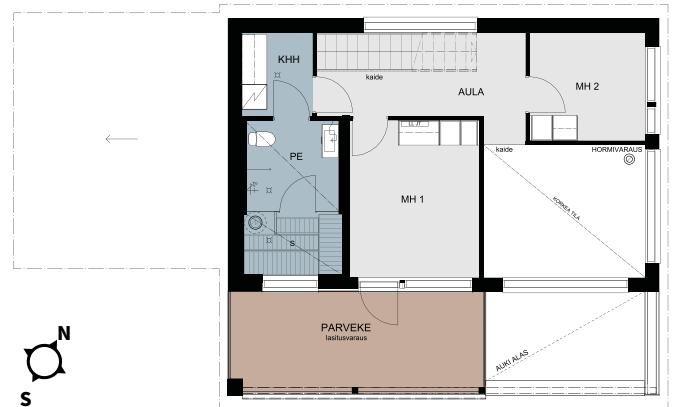 KHH
kaide
AULA
MH 2
PE
kaide
HORMIVARAUS
MH 1
KORKEA TILA
S
PARVEKE
lasitusvaraus
AUKI ALAS
N
S